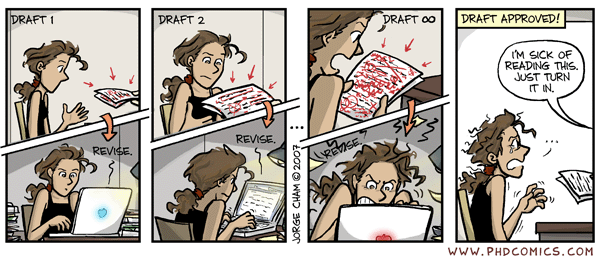 DRAFT 1
REVISE.
DRAFT 2
REVISE.
...
DRAFT ∞
REVISE.
JORGE CHAM © 2007
DRAFT APPROVED!
I'M SICK OF
READING THIS.
JUST TURN
IT IN.
...
WWW.PHDCOMICS.COM